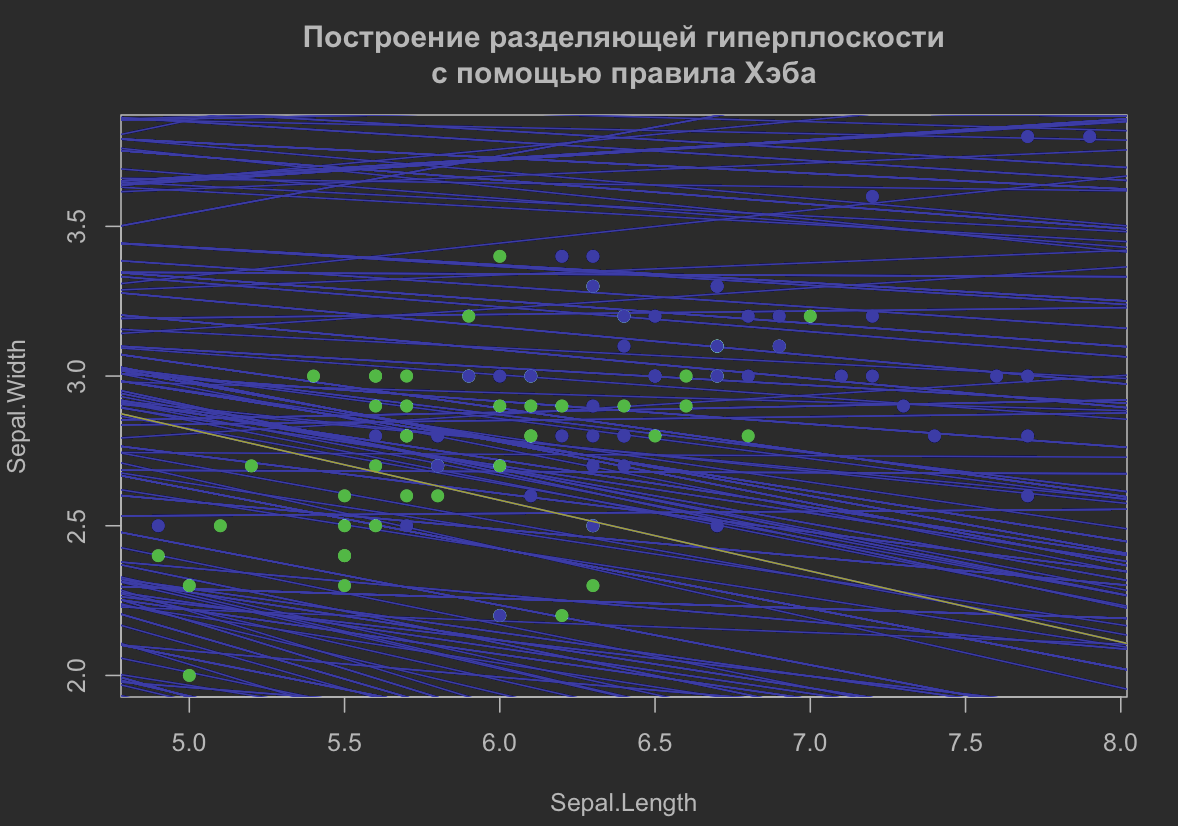 Построение разделяющей гиперплоскости
с помощью правила Хэба
3.5
3.0
2.5
2.0
Sepal.Width
5.0 5.5 6.0 6.5 7.0 7.5 8.0
Sepal.Length